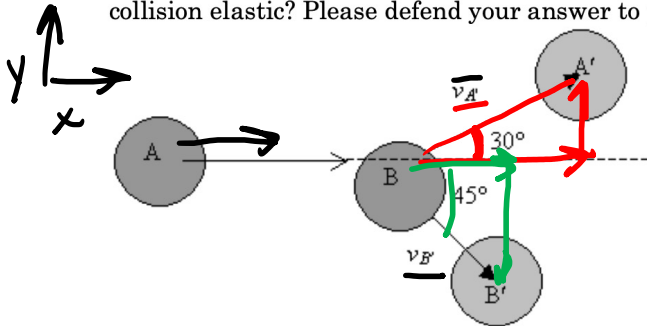 collision elastic? Please defend your answer to
y
x
A
B
v_A'
30°
A'
45°
v_B'
B'